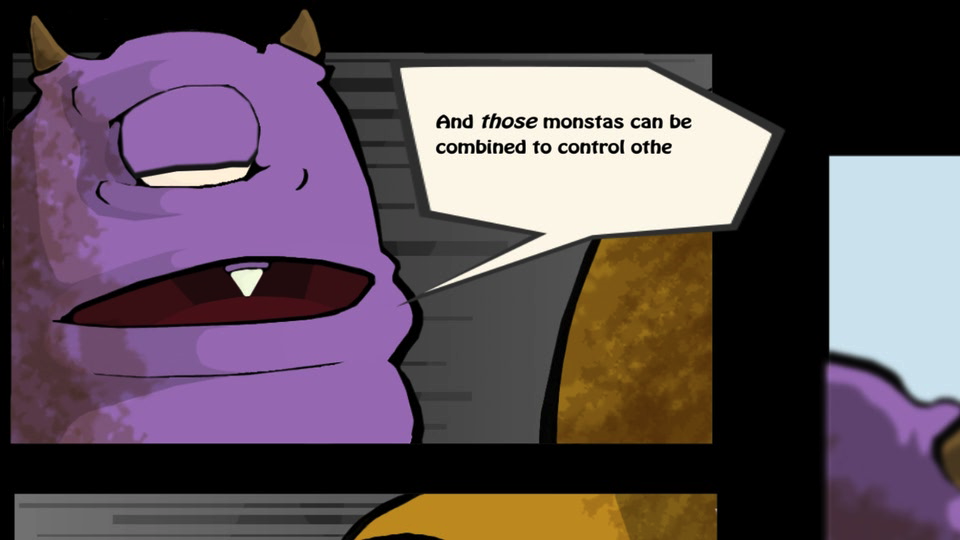 And those monstas can be
combined to control othe